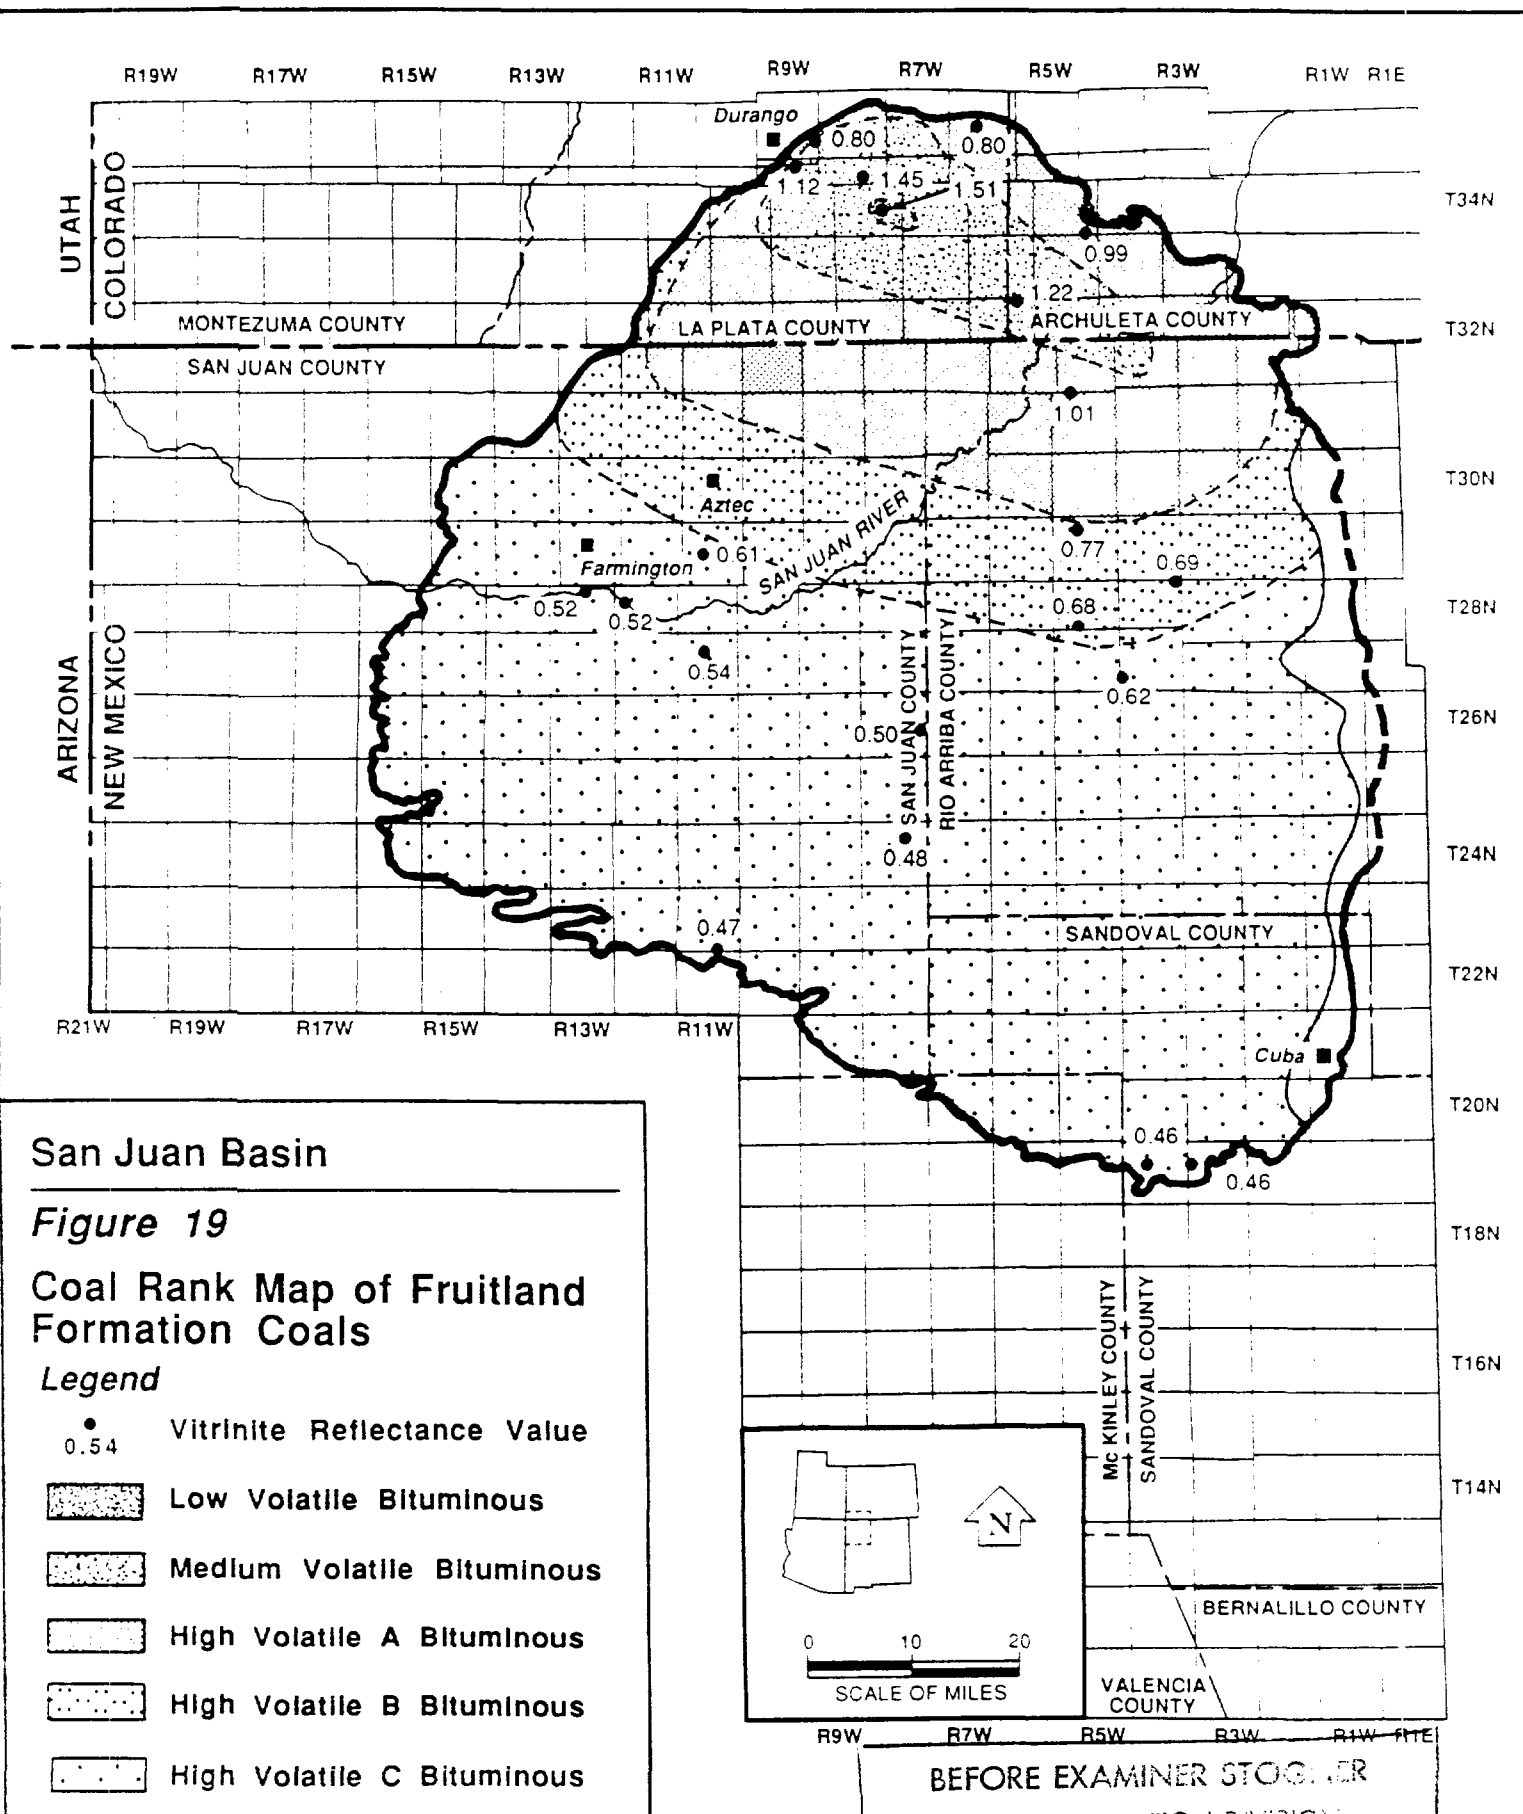 R19W R17W R15W R13W R11W R9W R7W R5W R3W R1W R1E
Durango
0.80
0.80
1.12
1.45
1.51
T34N
UTAH
COLORADO
0.99
1.22
MONTEZUMA COUNTY
LA PLATA COUNTY
ARCHULETA COUNTY
T32N
SAN JUAN COUNTY
1.01
T30N
Aztec
SAN JUAN RIVER
0.77
0.61
Farmington
0.69
0.52
0.52
0.68
T28N
0.54
0.62
ARIZONA
NEW MEXICO
SAN JUAN COUNTY
RIO ARRIBA COUNTY
0.50
T26N
0.48
T24N
0.47
SANDOVAL COUNTY
T22N
R21W R19W R17W R15W R13W R11W
Cuba
T20N
0.46
0.46
T18N
San Juan Basin
Figure 19
Coal Rank Map of Fruitland
Formation Coals
Legend
0.54
Vitrinite Reflectance Value
Low Volatile Bituminous
Medium Volatile Bituminous
High Volatile A Bituminous
High Volatile B Bituminous
High Volatile C Bituminous
Mc KINLEY COUNTY
SANDOVAL COUNTY
T16N
T14N
N
0 10 20
SCALE OF MILES
BERNALILLO COUNTY
VALENCIA
COUNTY
R9W R7W R5W R3W R1W R1E
BEFORE EXAMINER